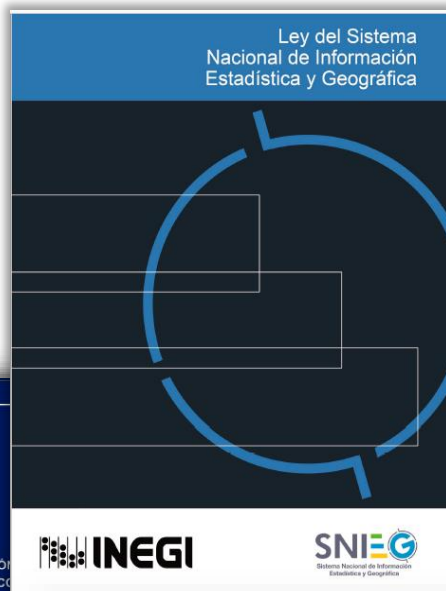 Ley del Sistema
Nacional de Información
Estadística y Geográfica
INEGI
SNIEG
Sistema Nacional de Información
Estadística y Geográfica